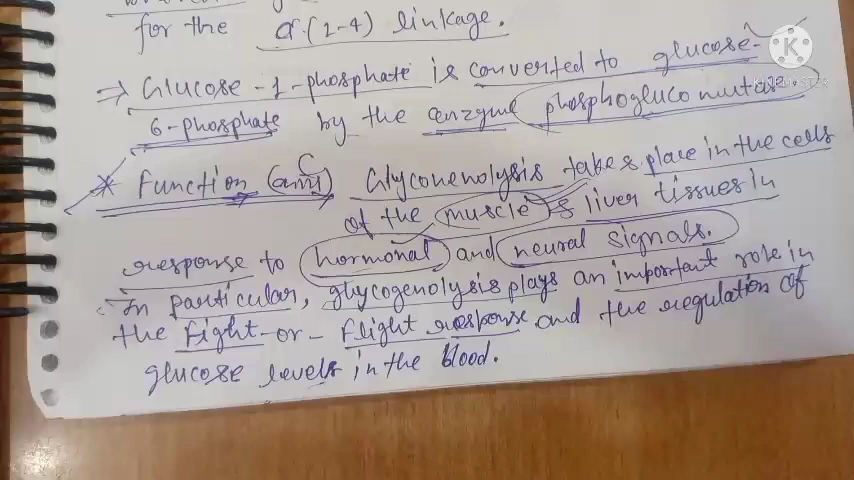 for the α.(1-4) linkage.
⇒ Glucose-1-phosphate is converted to glucose-
6-phosphate by the enzyme phosphogluco mutase.
* Function (aim) Glyconenolysis takes place in the cells
of the muscle & liver tissues in
response to hormonal and neural signals.
In particular, glycogenolysis plays an important role in
the fight-or-flight response and the regulation of
glucose levels in the blood.
K
KINEMASTER